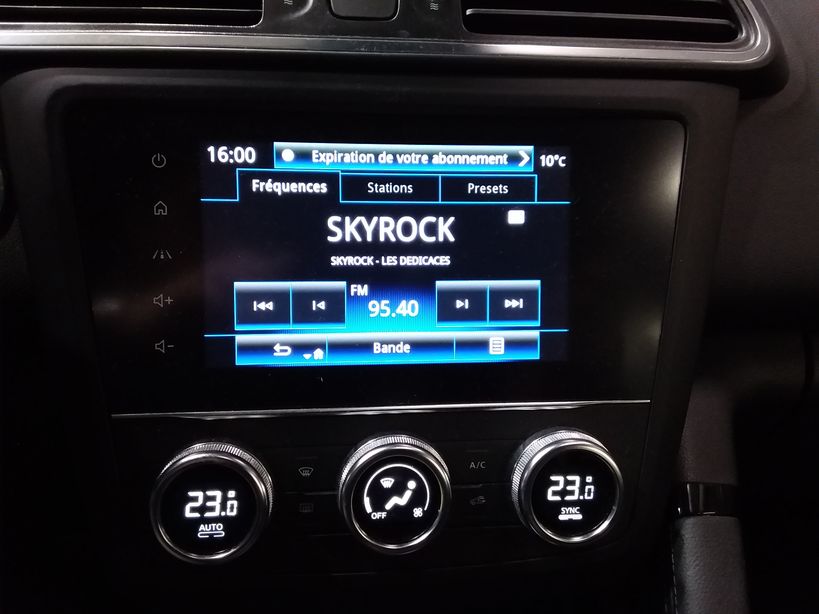 16:00 Expiration de votre abonnement 10°c
Fréquences Stations Presets
SKYROCK
SKYROCK - LES DEDICACES
FM
95.40
Bande
A/C
23.0 OFF 23.0
AUTO SYNC